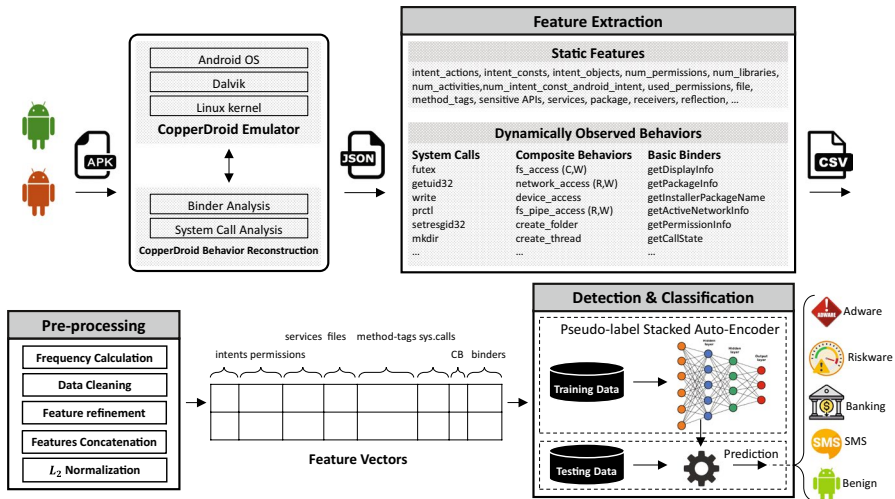 Feature Extraction
Static Features
intent_actions, intent_consts, intent_objects, num_permissions, num_libraries,
num_activities,num_intent_const_android_intent, used_permissions, file,
method_tags, sensitive APIs, services, package, receivers, reflection, ...
Dynamically Observed Behaviors
System Calls Composite Behaviors Basic Binders
futex fs_access (C,W) getDisplayInfo
getuid32 network_access (R,W) getPackageInfo
write device_access getInstallerPackageName
prctl fs_pipe_access (R,W) getActiveNetworkInfo
setresgid32 create_folder getPermissionInfo
mkdir create_thread getCallState
... ... ...
Android OS
Dalvik
Linux kernel
CopperDroid Emulator
Binder Analysis
System Call Analysis
CopperDroid Behavior Reconstruction
APK
JSON
CSV
Pre-processing
Frequency Calculation
Data Cleaning
Feature refinement
Features Concatenation
L2 Normalization
services files method-tags sys.calls
intents permissions CB binders
Feature Vectors
Detection & Classification
Pseudo-label Stacked Auto-Encoder
Training Data
Testing Data
Prediction
ADWARE
Adware
Riskware
Banking
SMS
SMS
Benign